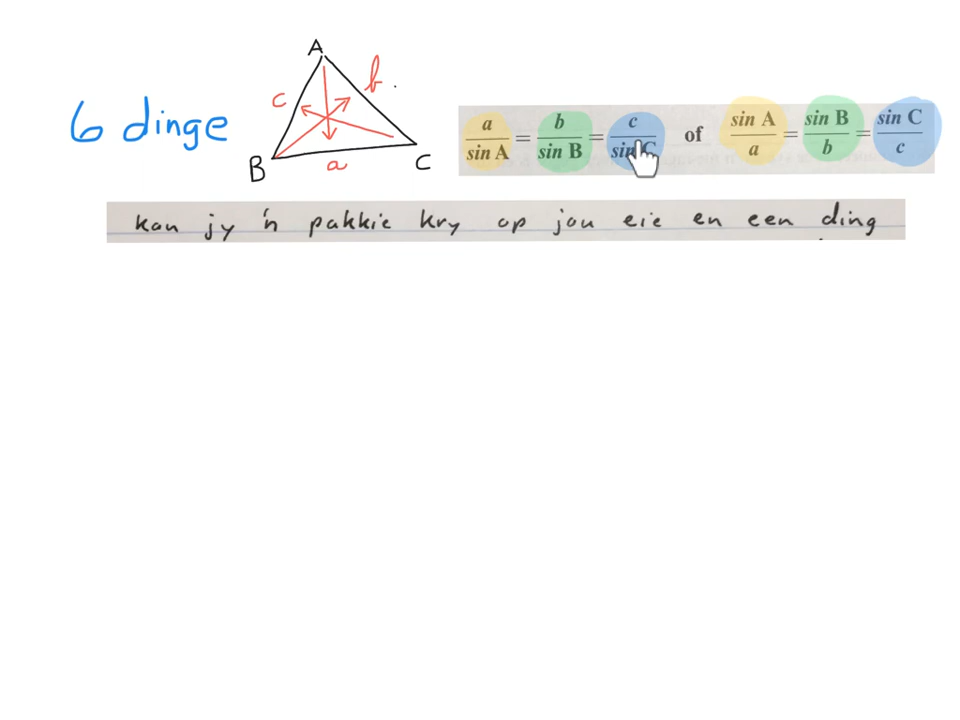 A
b
c
6 dinge
B
a
C
a/sin A = b/sin B = c/sin C of sin A/a = sin B/b = sin C/c
kan jy 'n pakkie kry op jou eie en een ding